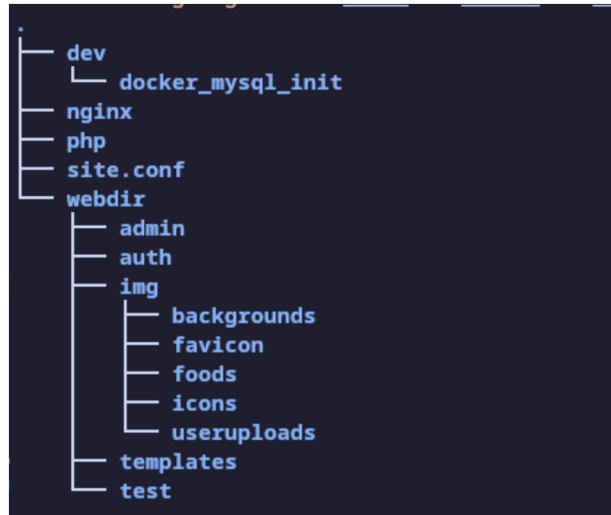 .
├── dev
│   └── docker_mysql_init
├── nginx
├── php
├── site.conf
└── webdir
    ├── admin
    ├── auth
    ├── img
    │   ├── backgrounds
    │   ├── favicon
    │   ├── foods
    │   ├── icons
    │   └── useruploads
    ├── templates
    └── test